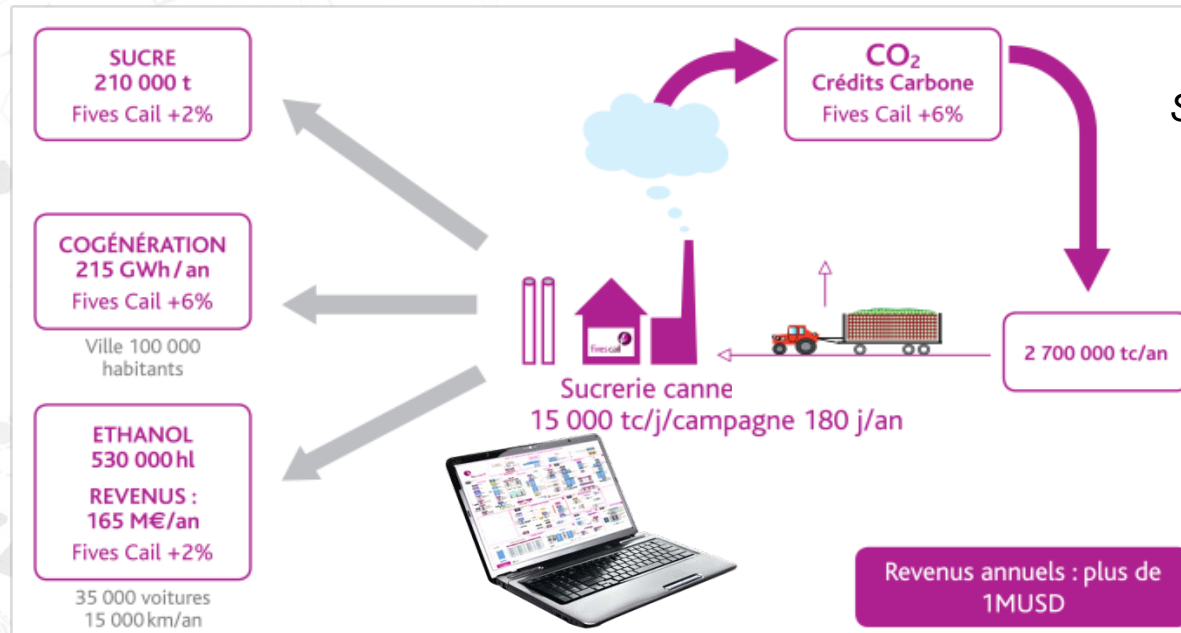 SUCRE
210 000 t
Fives Cail +2%
CO₂
Crédits Carbone
Fives Cail +6%
S
COGÉNÉRATION
215 GWh/an
Fives Cail +6%
Ville 100 000
habitants
fives cail
2 700 000 tc/an
Sucrerie canne
15 000 tc/j/campagne 180 j/an
ETHANOL
530 000 hl
REVENUS :
165 M€/an
Fives Cail +2%
35 000 voitures
15 000 km/an
Revenus annuels : plus de
1MUSD